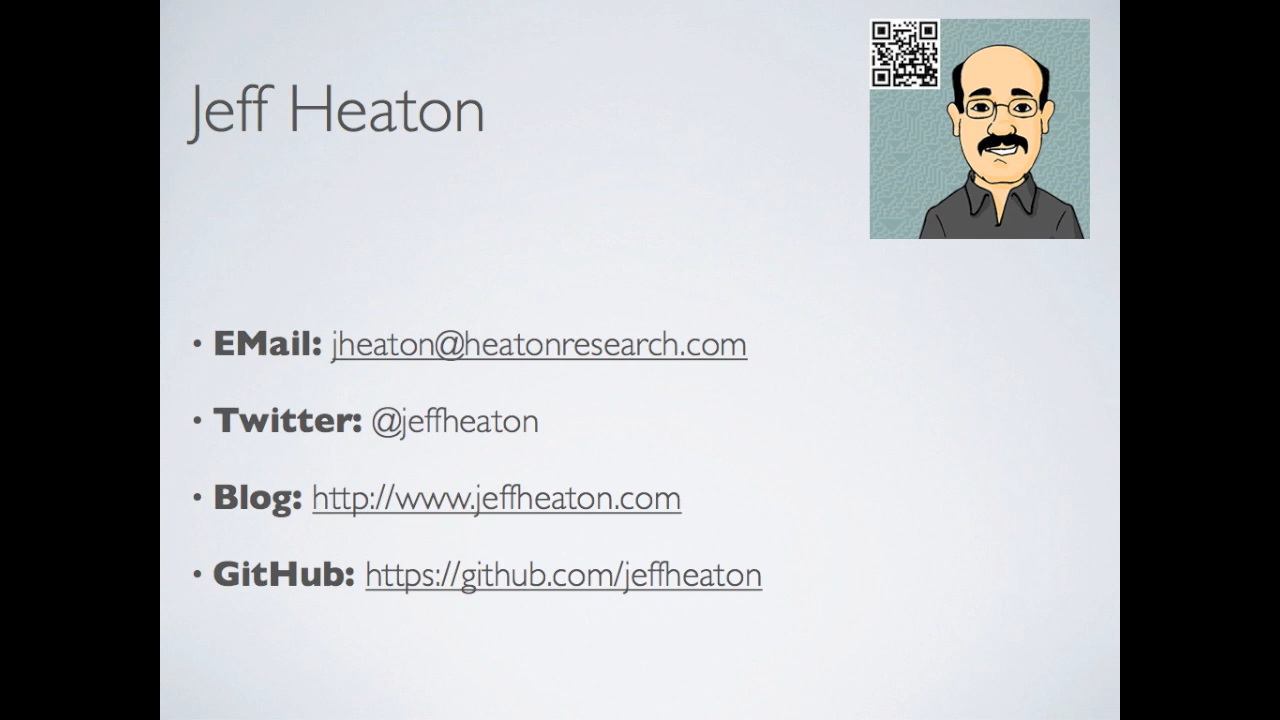 Jeff Heaton
• EMail: jheaton@heatonresearch.com
• Twitter: @jeffheaton
• Blog: http://www.jeffheaton.com
• GitHub: https://github.com/jeffheaton